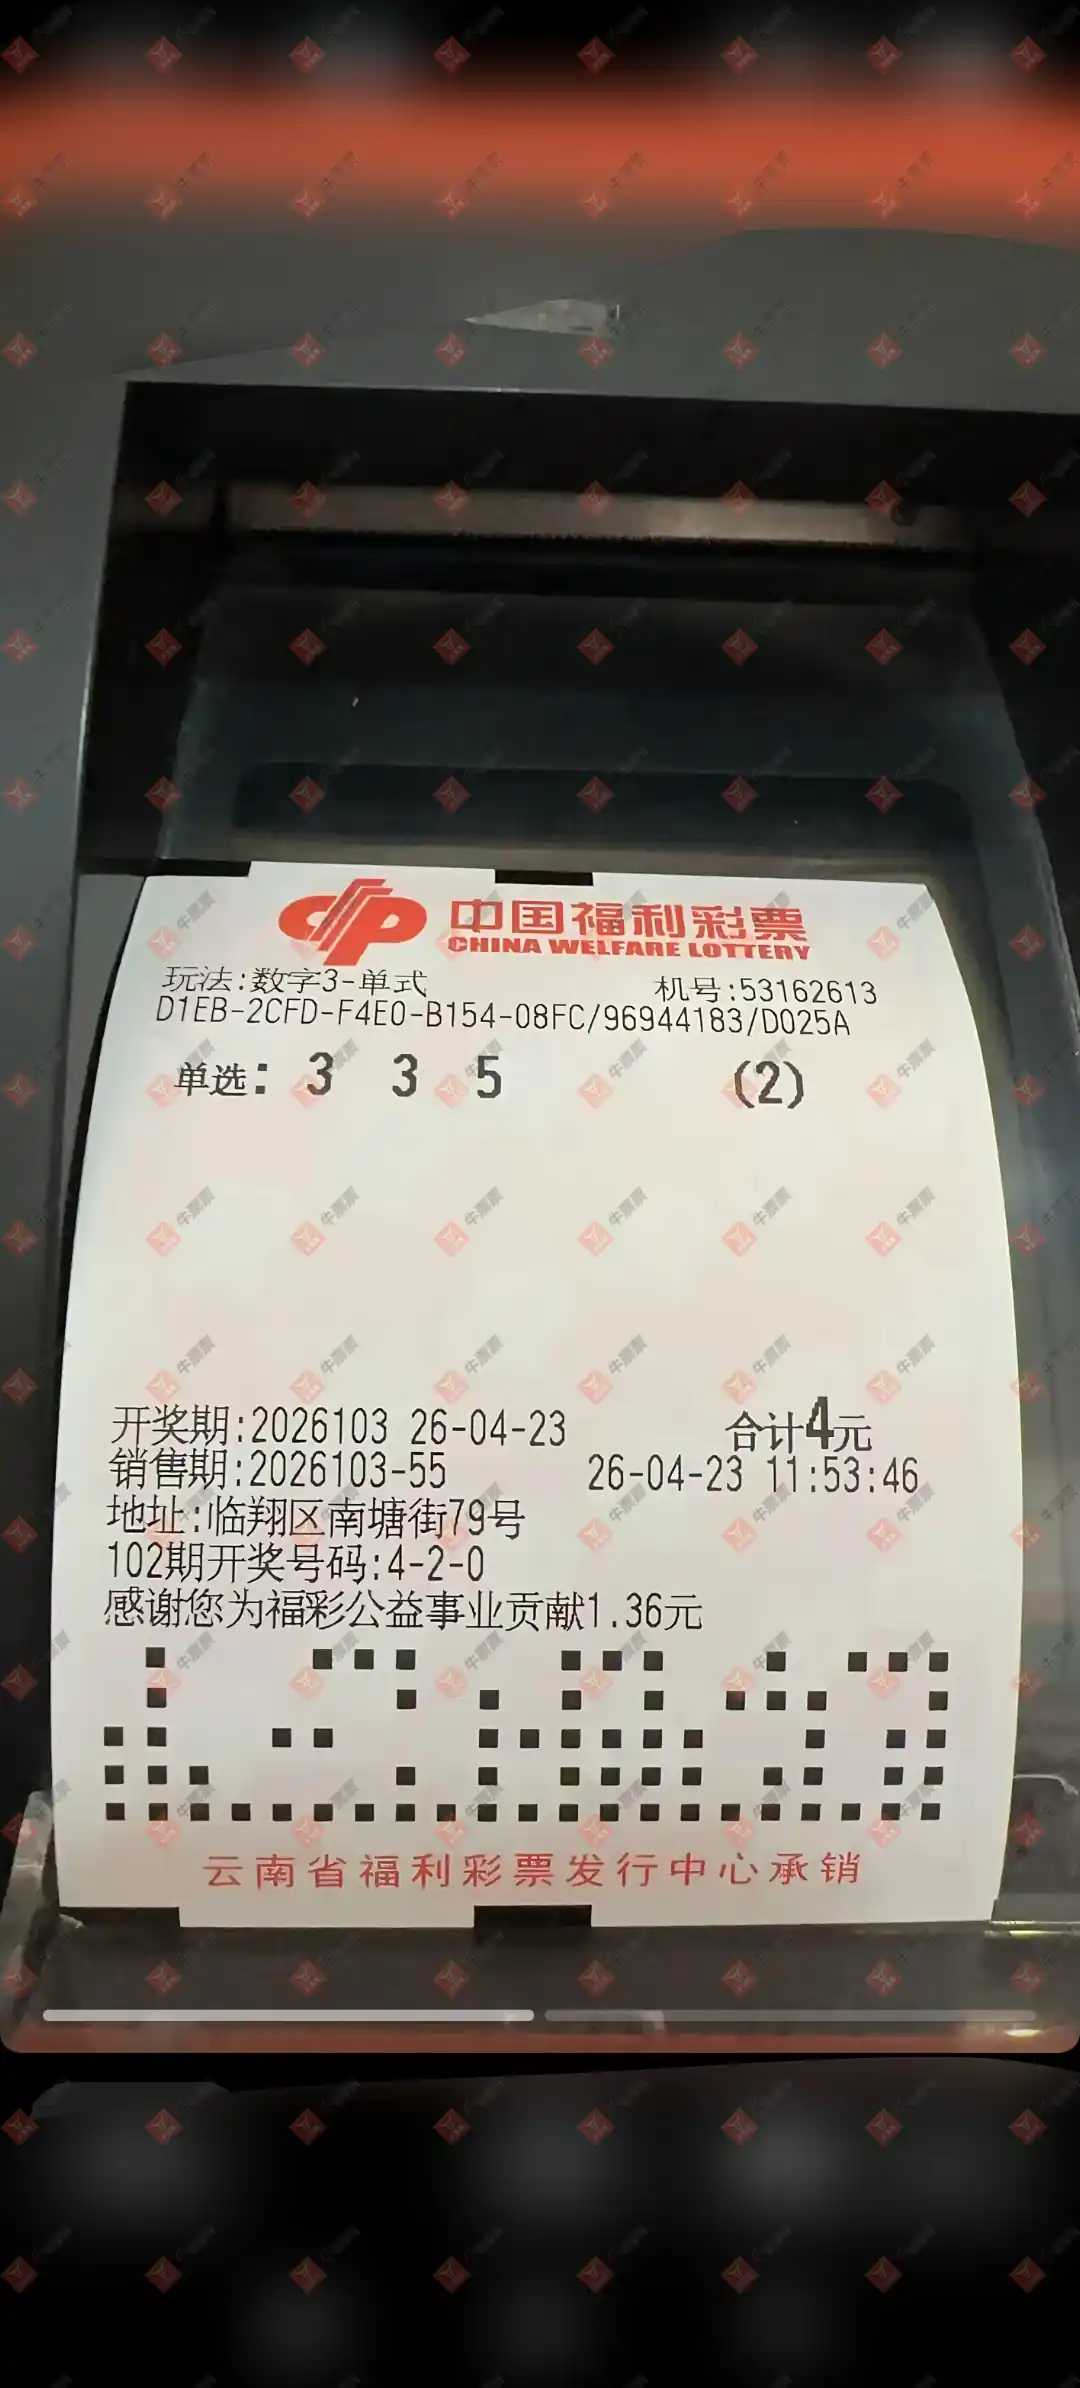 中国福利彩票
CHINA WELFARE LOTTERY
玩法:数字3-单式 机号:53162613
D1EB-2CFD-F4E0-B154-08FC/96944183/D025A
单选: 3 3 5 (2)
开奖期:2026103 26-04-23 合计4元
销售期:2026103-55 26-04-23 11:53:46
地址:临翔区南塘街79号
102期开奖号码:4-2-0
感谢您为福彩公益事业贡献1.36元
云南省福利彩票发行中心承销
牛票票